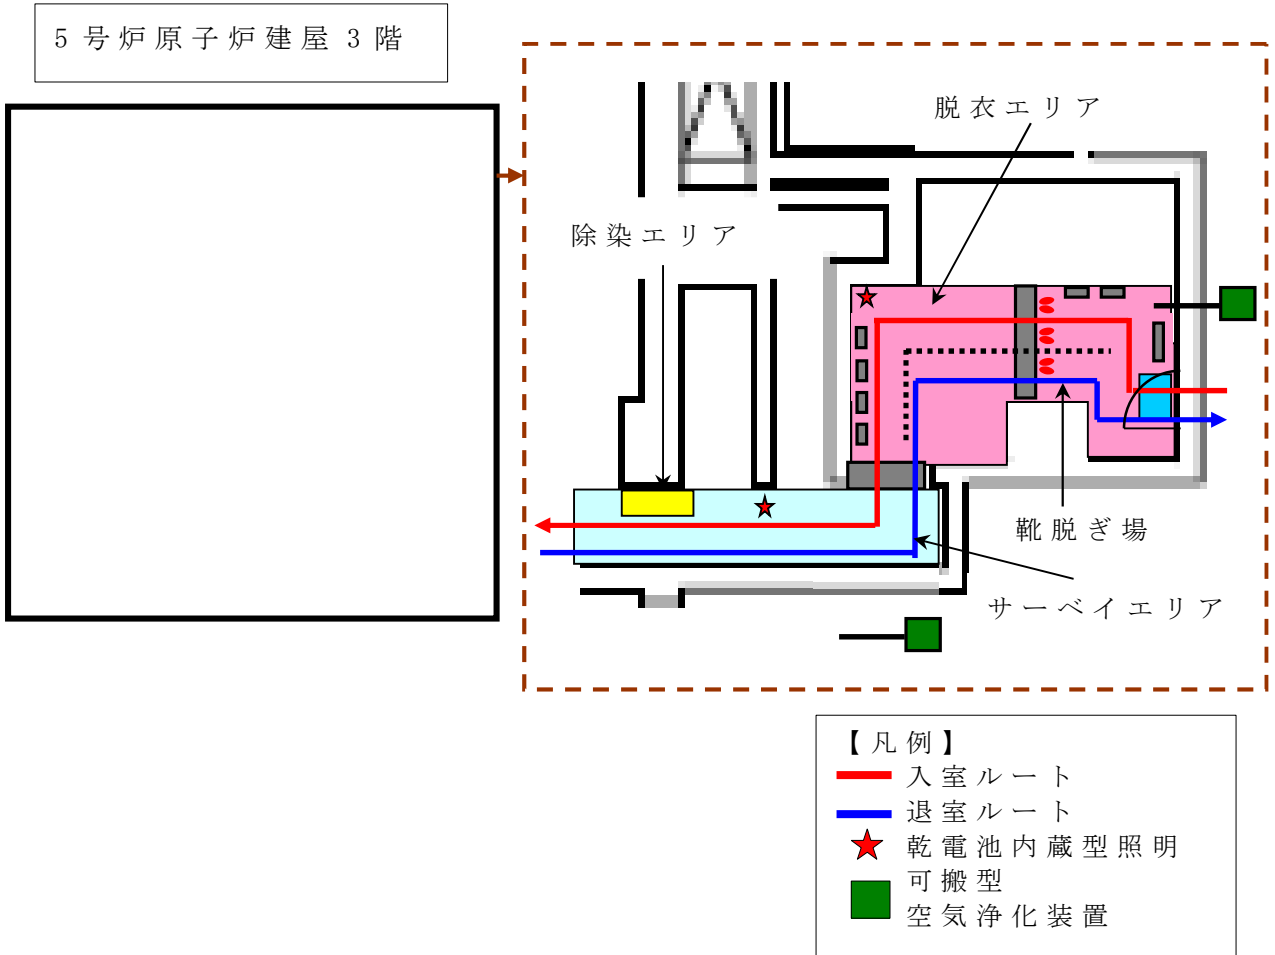 5号炉原子炉建屋3階
脱衣エリア
除染エリア
靴脱ぎ場
サーベイエリア
【凡例】
入室ルート
退室ルート
乾電池内蔵型照明
可搬型
空気浄化装置